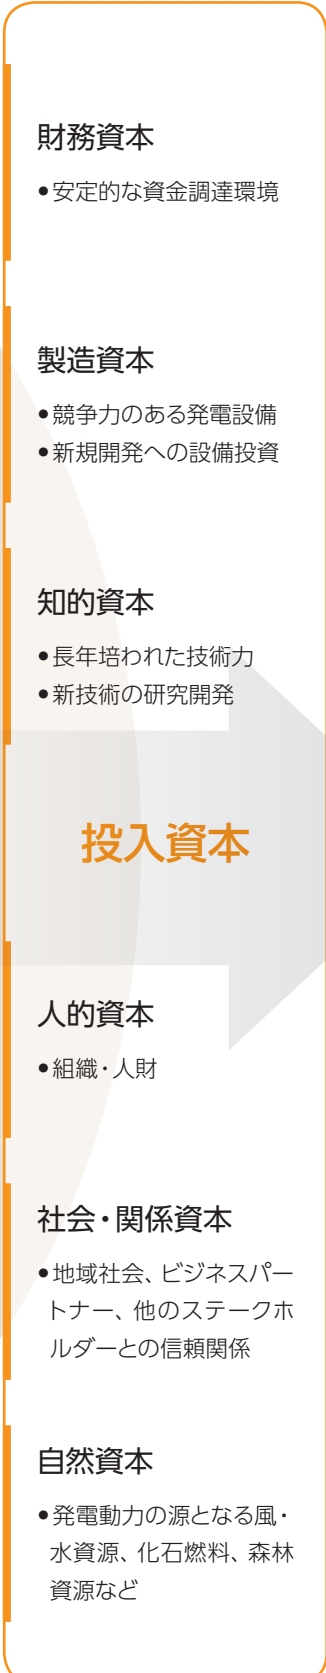 財務資本
●安定的な資金調達環境
製造資本
●競争力のある発電設備
●新規開発への設備投資
知的資本
●長年培われた技術力
●新技術の研究開発
投入資本
人的資本
●組織・人財
社会・関係資本
●地域社会、ビジネスパー
トナー、他のステークホ
ルダーとの信頼関係
自然資本
●発電動力の源となる風・
水資源、化石燃料、森林
資源など